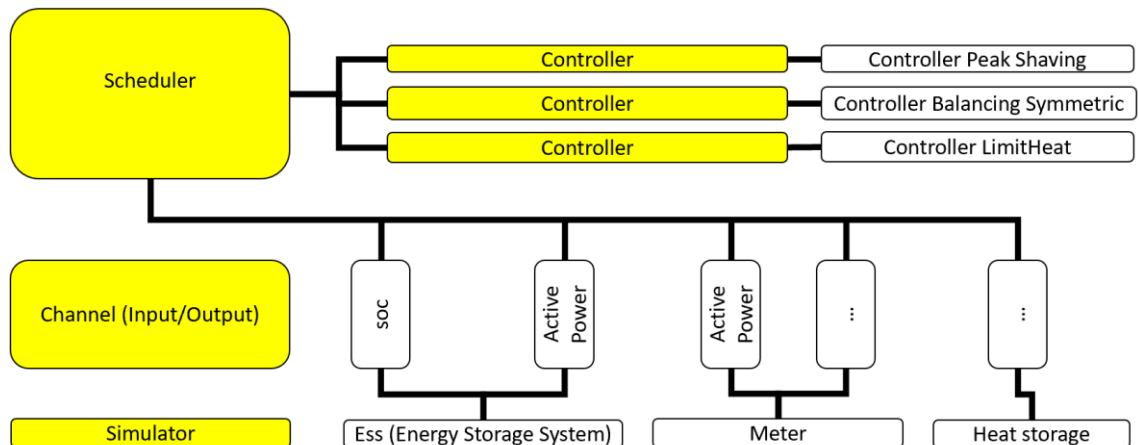 Scheduler
Controller
Controller Peak Shaving
Controller
Controller Balancing Symmetric
Controller
Controller LimitHeat
Channel (Input/Output)
soc
Active
Power
Active
Power
...
...
Simulator
Ess (Energy Storage System)
Meter
Heat storage